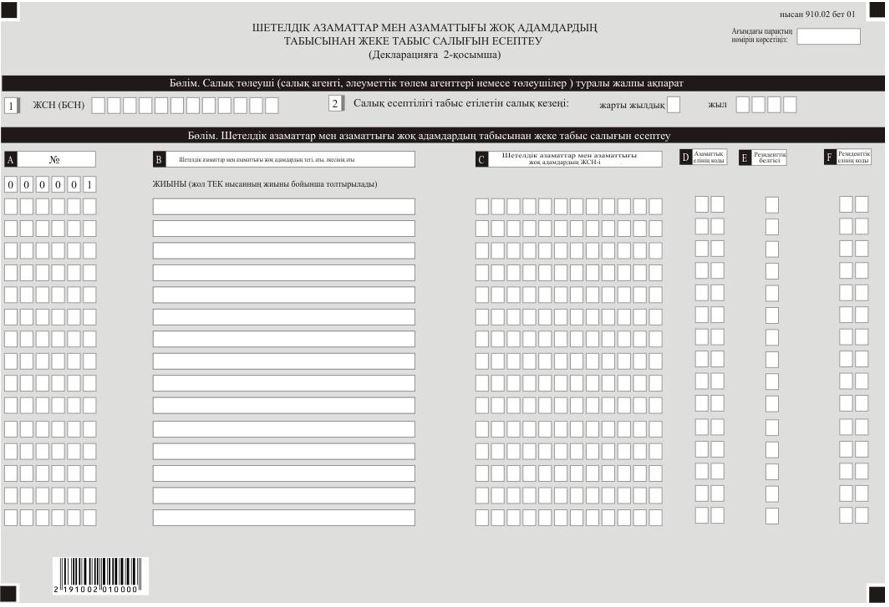 нысан 910.02 бет 01
ШЕТЕЛДІК АЗАМАТТАР МЕН АЗАМАТТЫҒЫ ЖОҚ АДАМДАРДЫҢ
ТАБЫСЫНАН ЖЕКЕ ТАБЫС САЛЫҒЫН ЕСЕПТЕУ
(Декларацияға 2-қосымша)
Ағымдағы парақтың
нөмірін көрсетіңіз:
Бөлім. Салық төлеуші (салық агенті, әлеуметтік төлем агенттері немесе төлеушілер ) туралы жалпы ақпарат
1 ЖСН (БСН) 2 Салық есептілігі табыс етілетін салық кезеңі: жарты жылдық жыл
Бөлім. Шетелдік азаматтар мен азаматтығы жоқ адамдардың табысынан жеке табыс салығын есептеу
A №
B Шетелдік азаматтар мен азаматтығы жоқ адамдардың тегі, аты, әкесінің аты
C Шетелдік азаматтар мен азаматтығы
жоқ адамдардың ЖСН-і
D Азаматтық
елінің коды
E Резиденттік
белгісі
F Резиденттік
елінің коды
0 0 0 0 0 1 ЖИЫНЫ (жол ТЕК нысанның жиыны бойынша толтырылады)
2 191002 010000